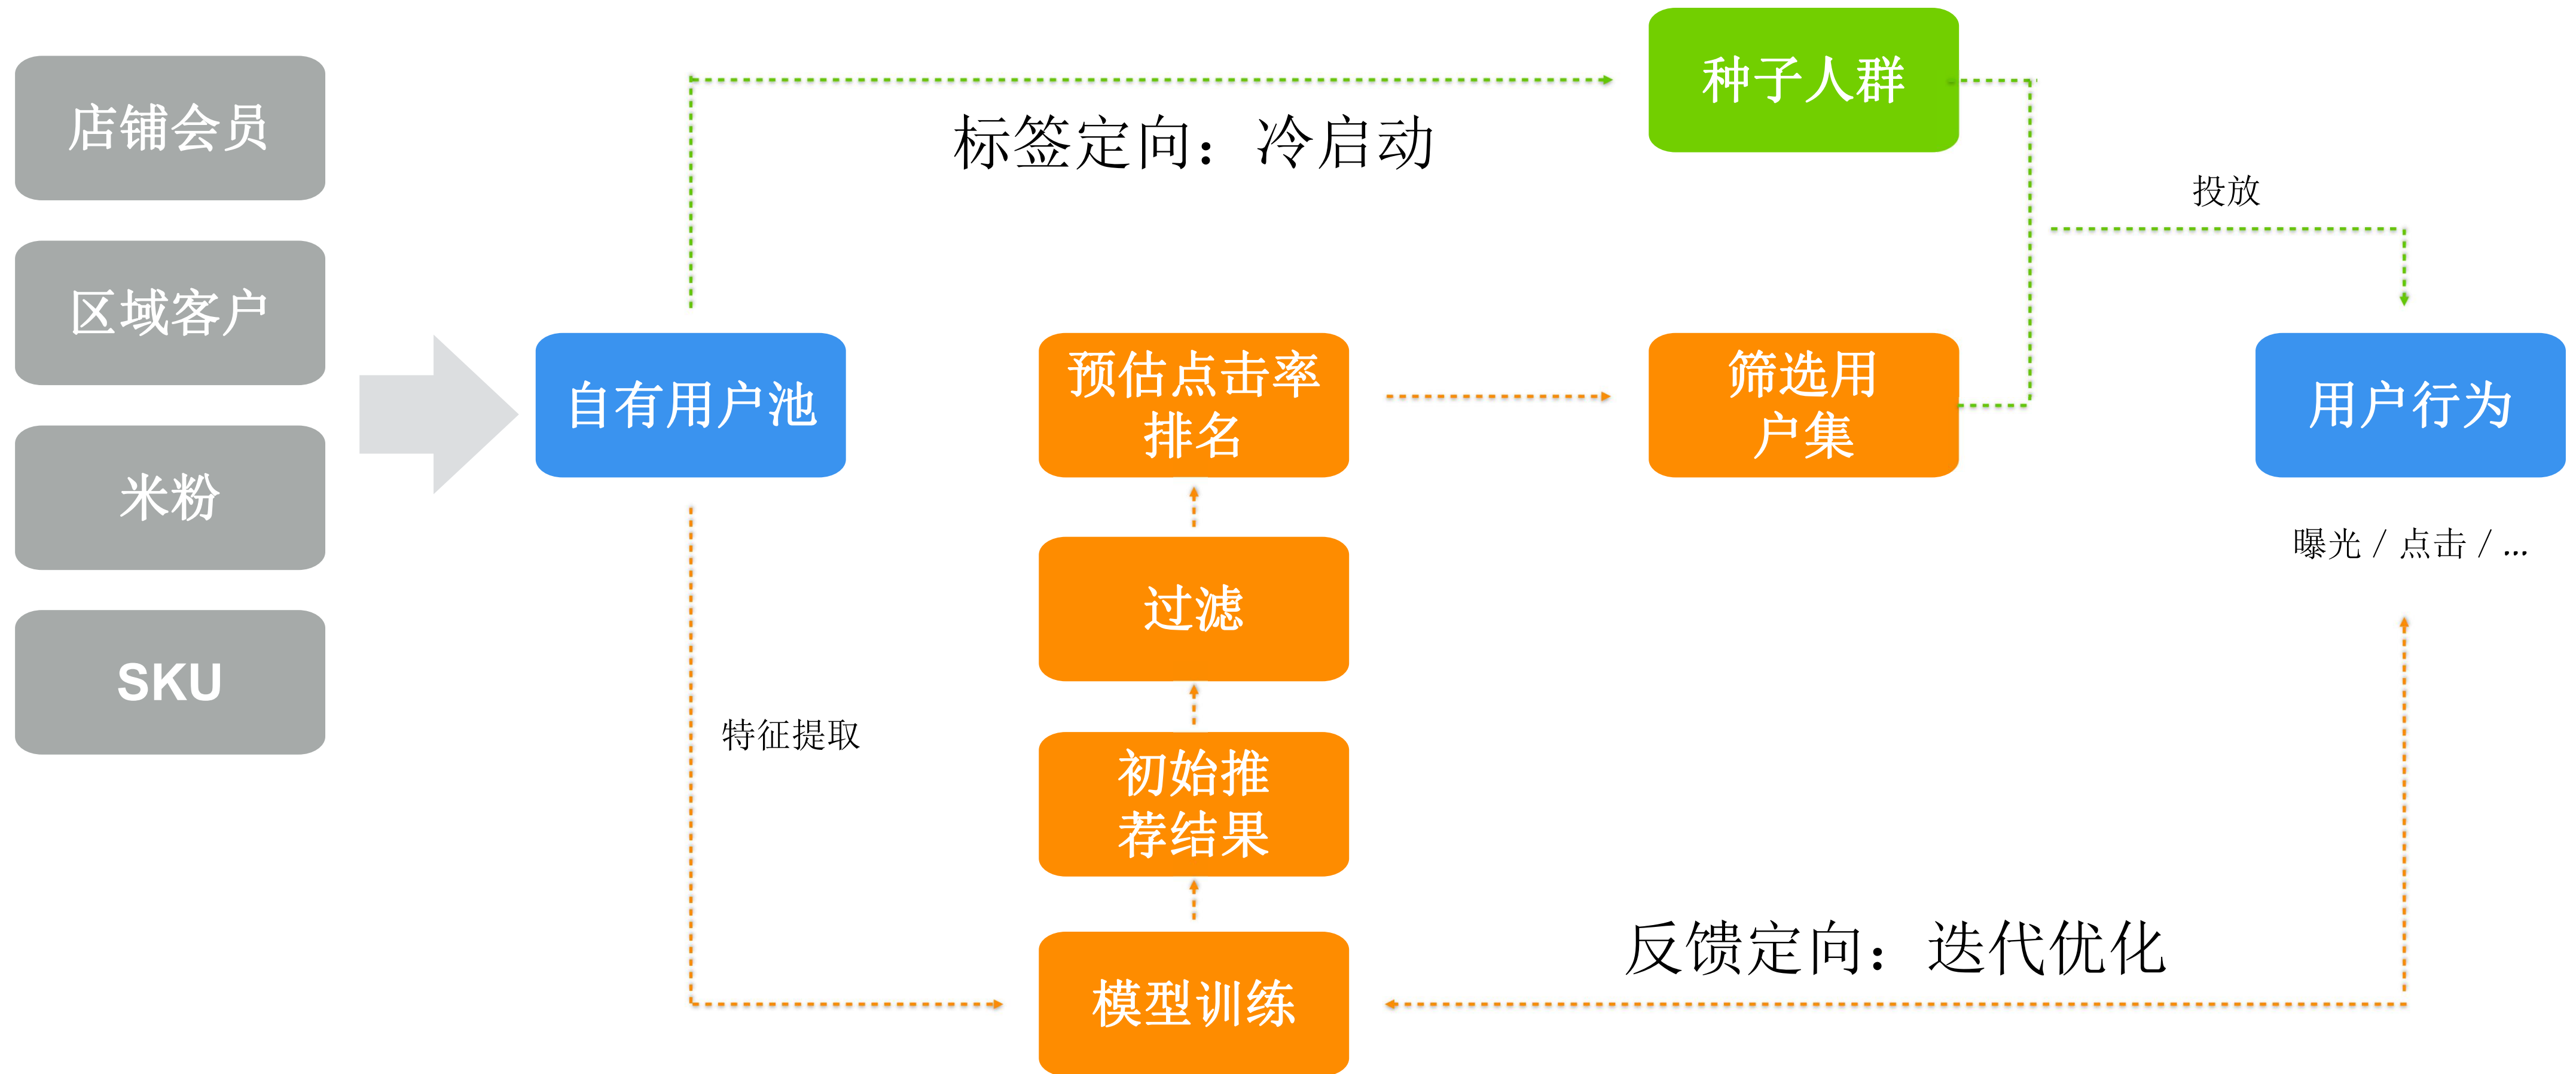 店铺会员
区域客户
米粉
SKU
自有用户池
标签定向：冷启动
种子人群
投放
预估点击率
排名
筛选用
户集
用户行为
曝光 / 点击 / ...
过滤
特征提取
初始推
荐结果
反馈定向：迭代优化
模型训练